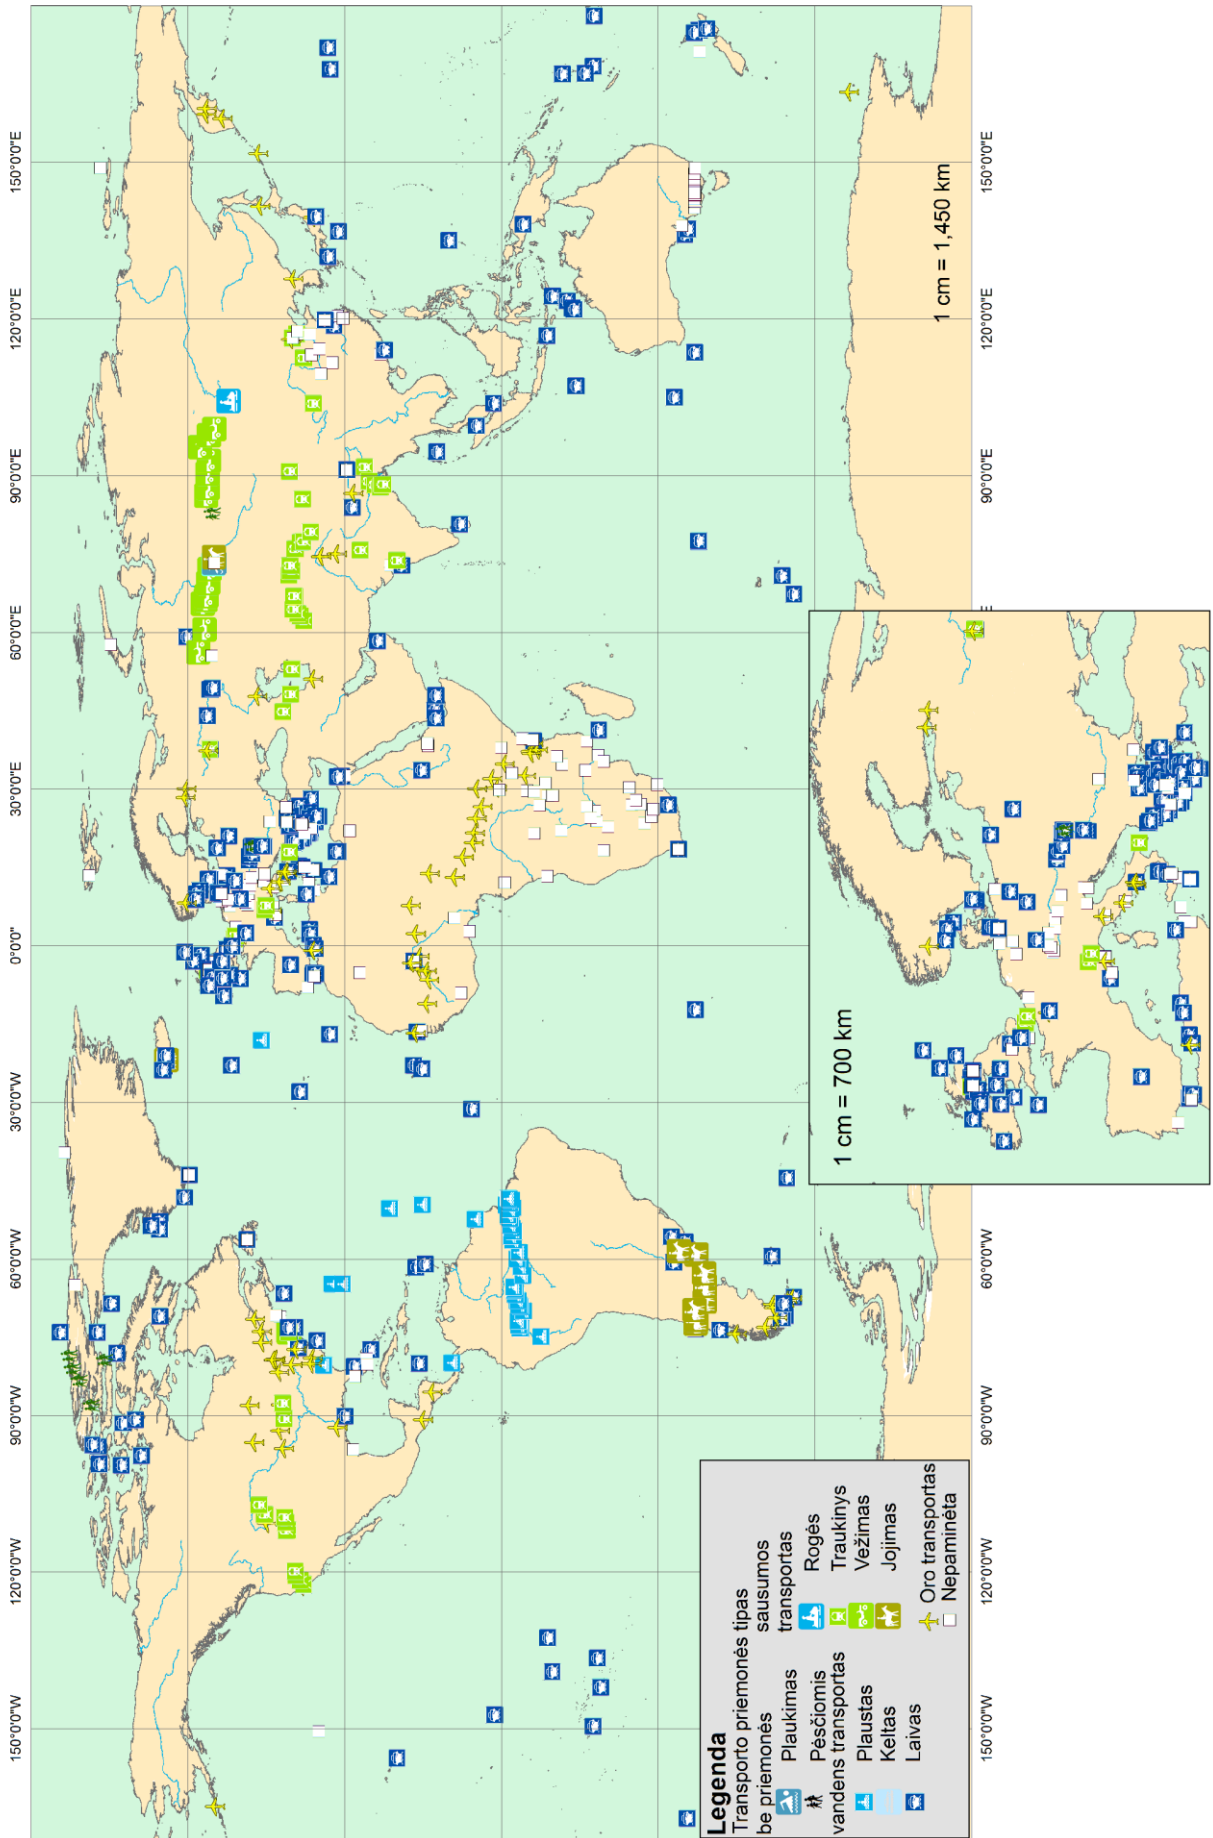 150°0'0"W
120°0'0"W
90°0'0"W
60°0'0"W
30°0'0"W
0°0'0"
30°0'0"E
60°0'0"E
90°0'0"E
120°0'0"E
150°0'0"E
1 cm = 1,450 km
1 cm = 700 km
Legenda
Transporto priemonės tipas
be priemonės
Plaukimas
Pėsčiomis
vandens transportas
Plaustas
Keltas
Laivas
sausumos
transportas
Rogės
Traukinys
Vežimas
Jojimas
Oro transportas
Nepaminėta
150°0'0"W
120°0'0"W
90°0'0"W
60°0'0"W
90°0'0"E
120°0'0"E
150°0'0"E